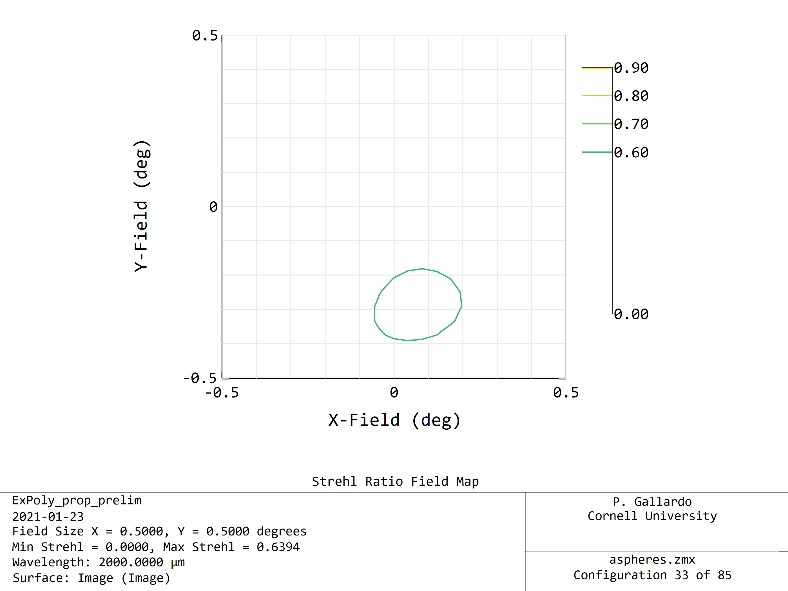 0.5
0
-0.5
Y-Field (deg)
-0.5 0 0.5
X-Field (deg)
0.90
0.80
0.70
0.60
0.00
Strehl Ratio Field Map
ExPoly_prop_prelim
2021-01-23
Field Size X = 0.5000, Y = 0.5000 degrees
Min Strehl = 0.0000, Max Strehl = 0.6394
Wavelength: 2000.0000 µm
Surface: Image (Image)
P. Gallardo
Cornell University
aspheres.zmx
Configuration 33 of 85